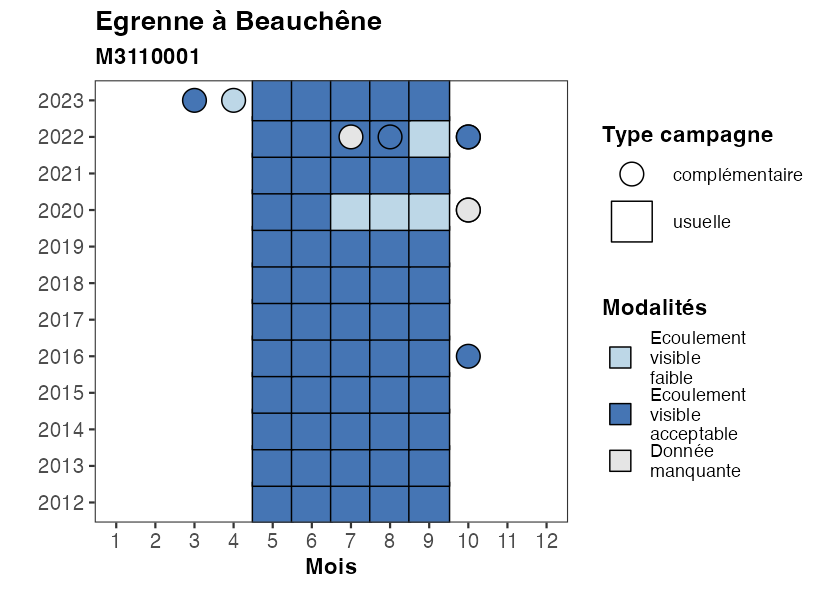 Egrenne à Beauchêne
M3110001
2023
2022
2021
2020
2019
2018
2017
2016
2015
2014
2013
2012
1 2 3 4 5 6 7 8 9 10 11 12
Mois
Type campagne
complémentaire
usuelle
Modalités
Ecoulement
visible
faible
Ecoulement
visible
acceptable
Donnée
manquante